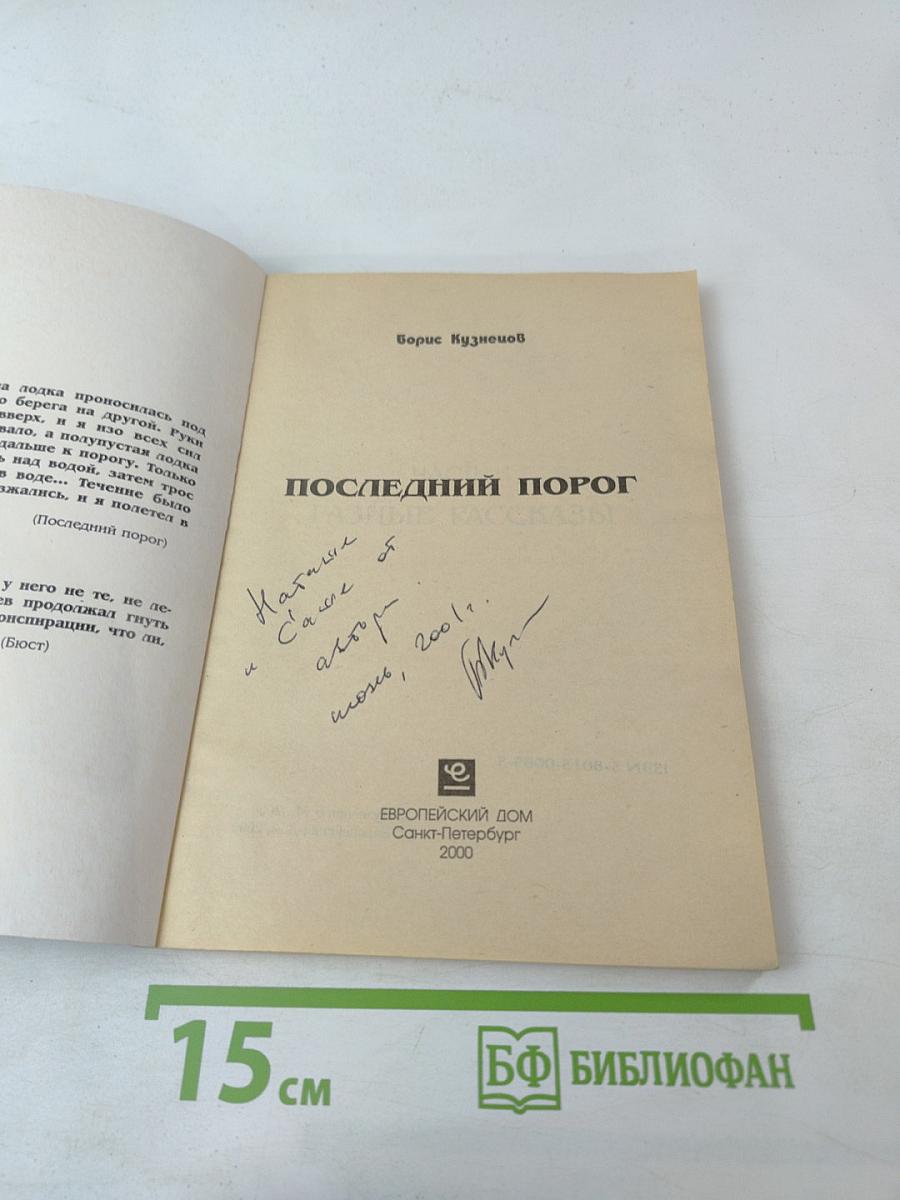 на лодка проносилась под
о берега на другой. Руки
вверх, и я изо всех сил
вало, а полупустая лодка
дальше к порогу. Только
ь над водой, затем трос
в воде... Течение было
зжались, и я полетел в
(Последний порог)
у него не те, не ле-
ев продолжал гнуть
онспирации, что ли,
(Бюст)
Борис Кузнецов
ПОСЛЕДНИЙ ПОРОГ
Наташе
и Саше от
автора.
июнь, 2001 г.
ЕВРОПЕЙСКИЙ ДОМ
Санкт-Петербург
2000
15 см
БФ БИБЛИОФАН